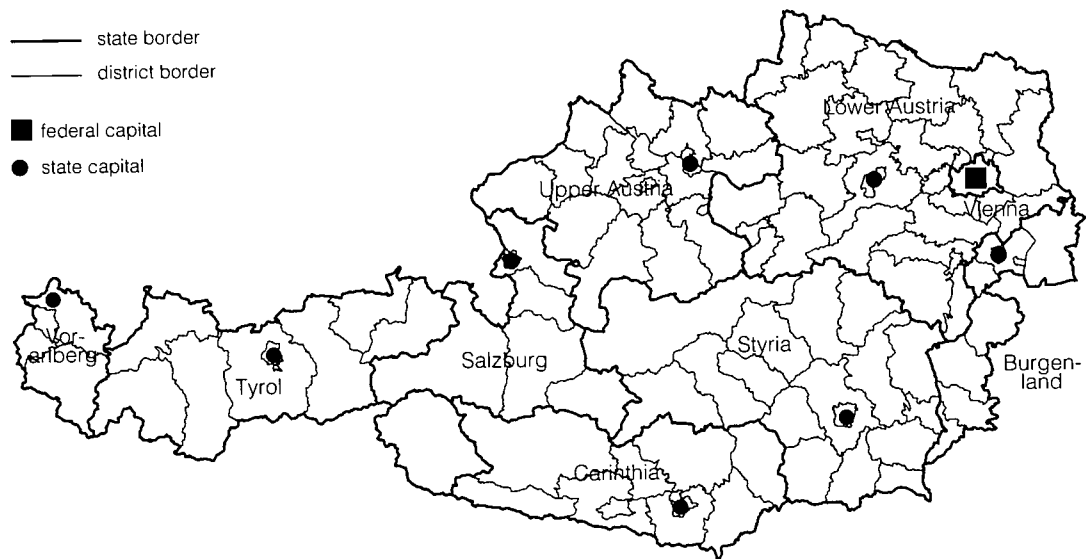 state border
district border
federal capital
state capital
Lower Austria
Upper Austria
Vienna
Vor-
arlberg
Tyrol
Salzburg
Styria
Burgen-
land
Carinthia